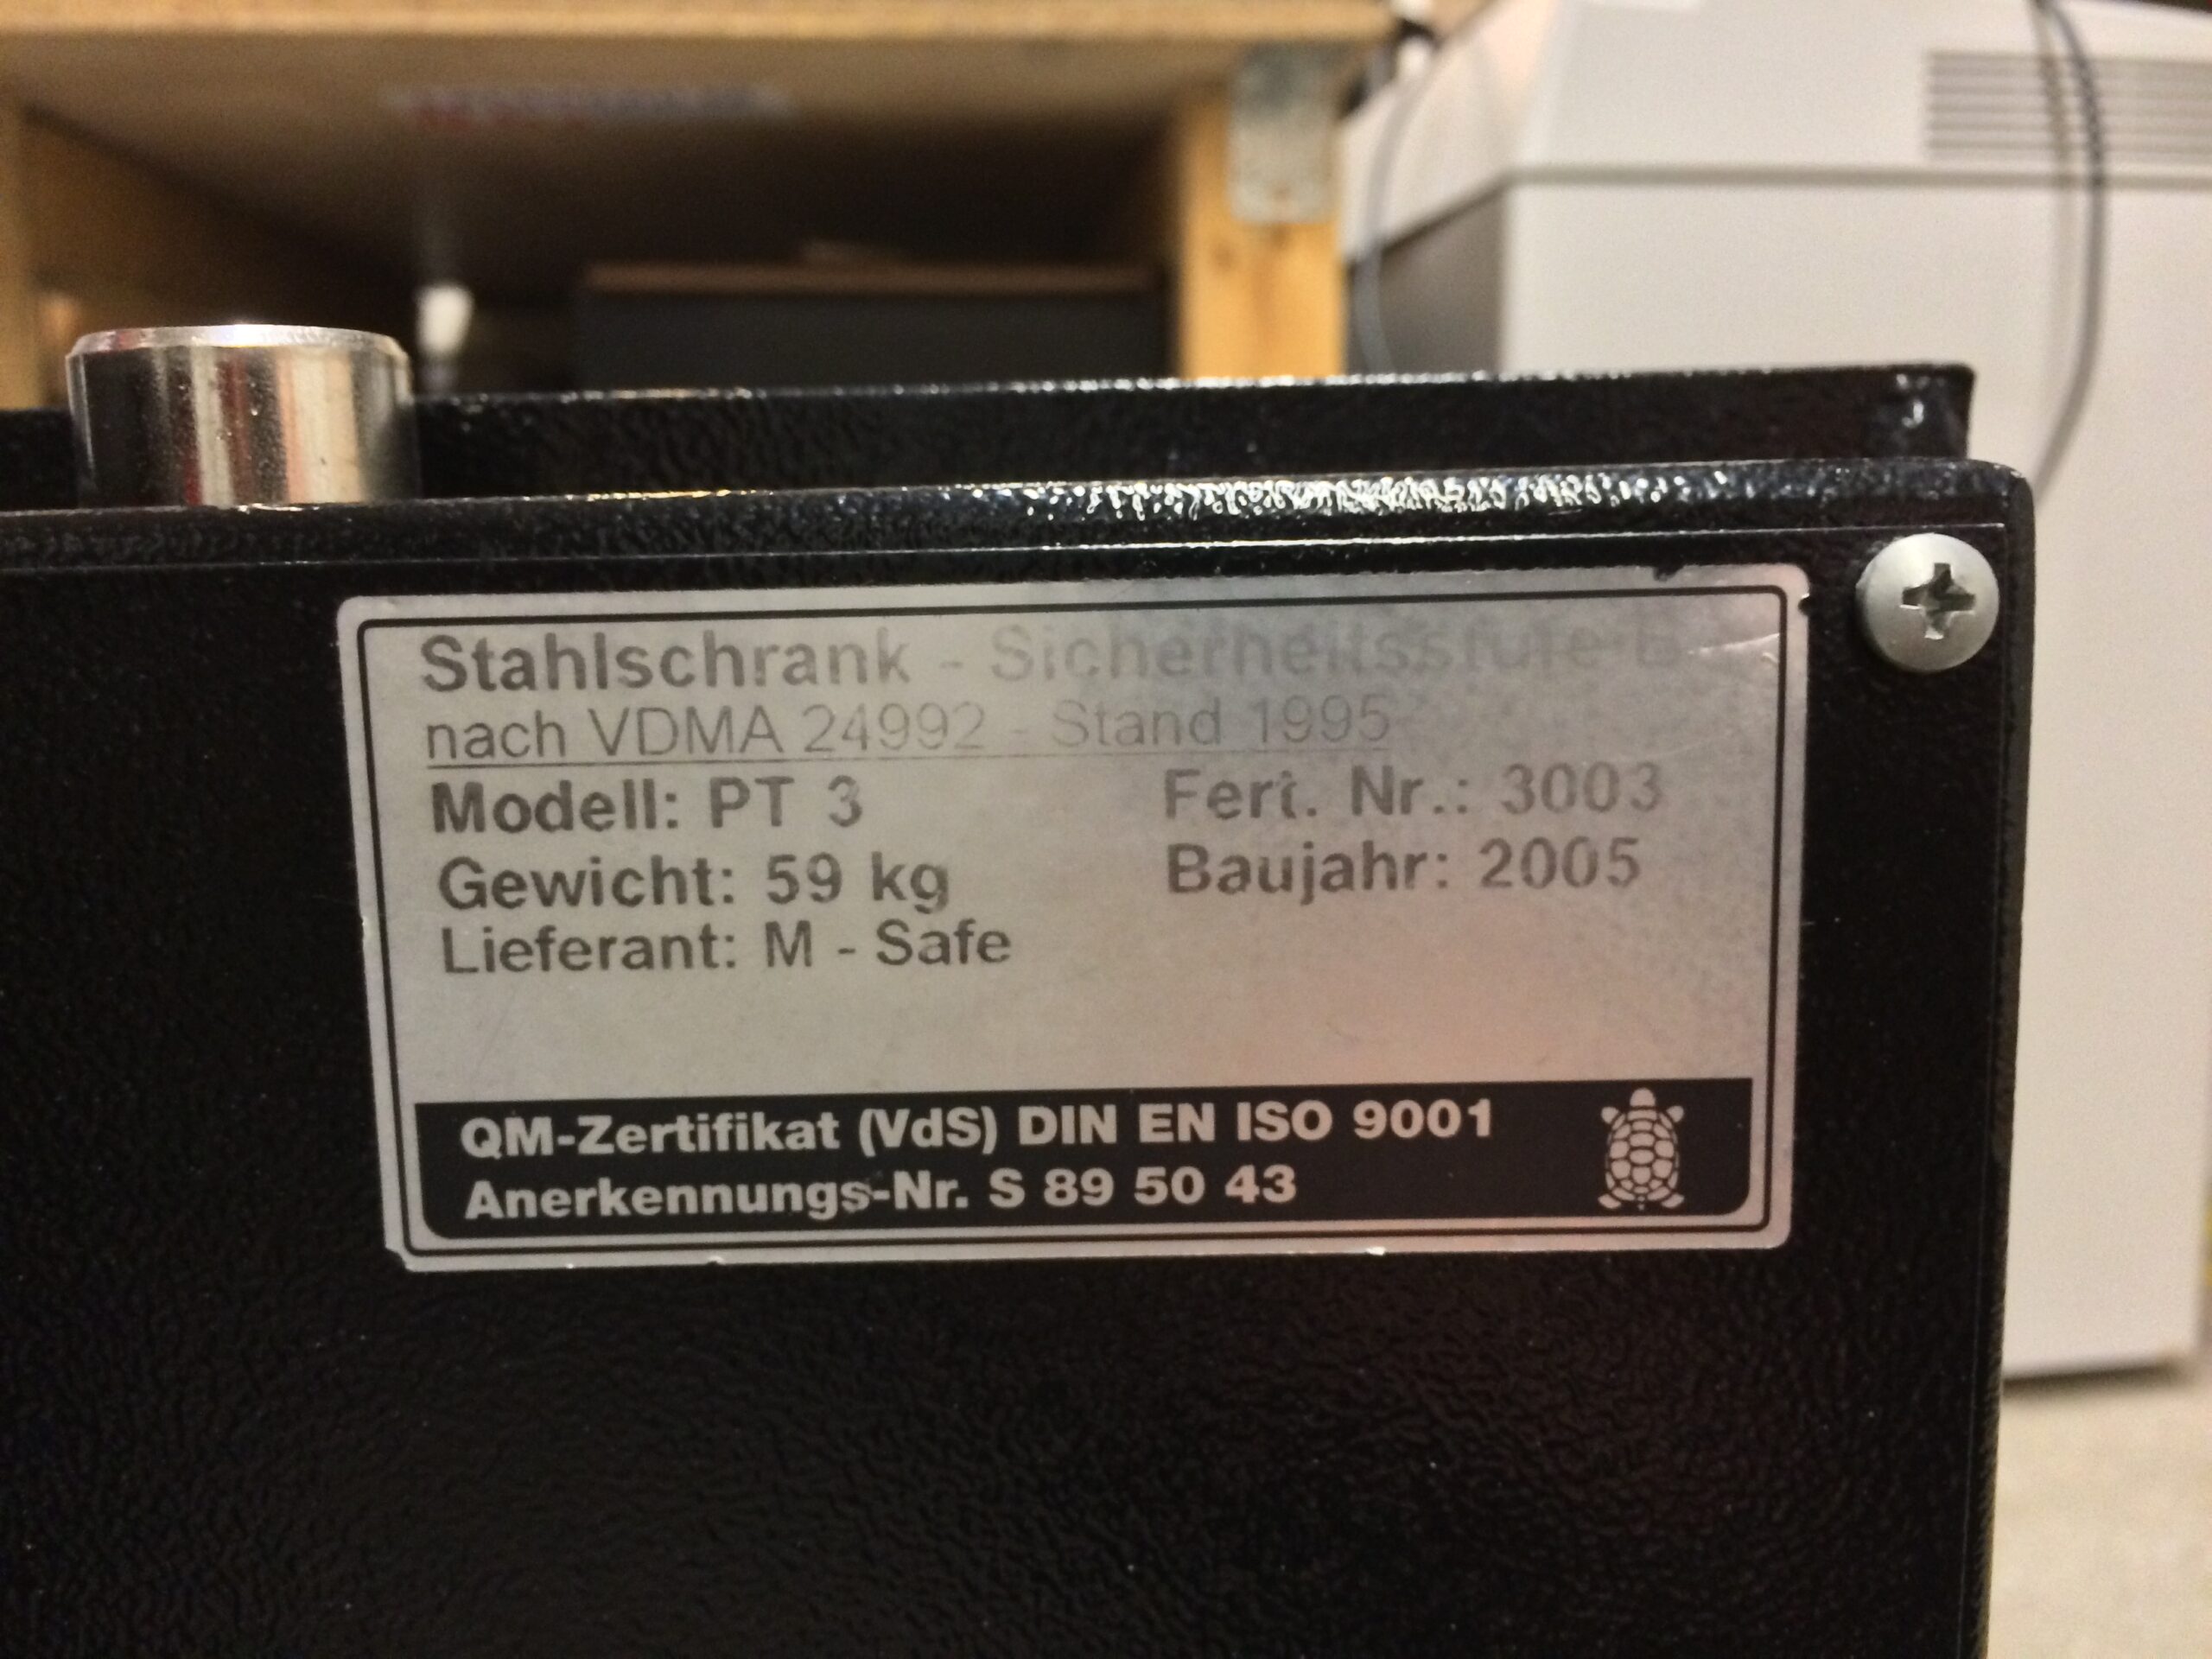 Stahlschrank - Sicherheitsstufe B
nach VDMA 24992 - Stand 1995
Modell: PT 3 Fert. Nr.: 3003
Gewicht: 59 kg Baujahr: 2005
Lieferant: M - Safe
QM-Zertifikat (VdS) DIN EN ISO 9001
Anerkennungs-Nr. S 89 50 43